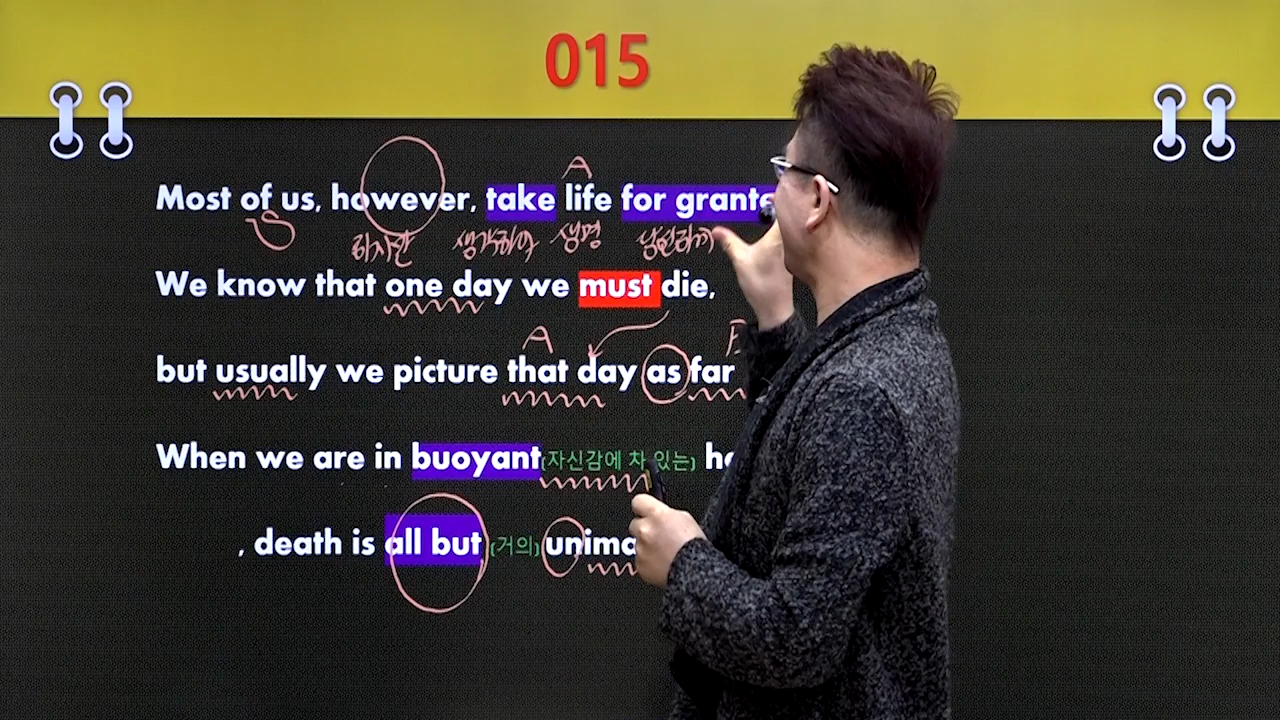 015
A
Most of us, however, take life for grante
S 하지만 생각하여 생명 당연하게
We know that one day we must die,
A
but usually we picture that day as far
When we are in buoyant(자신감에 차 있는) he
, death is all but (거의) unima